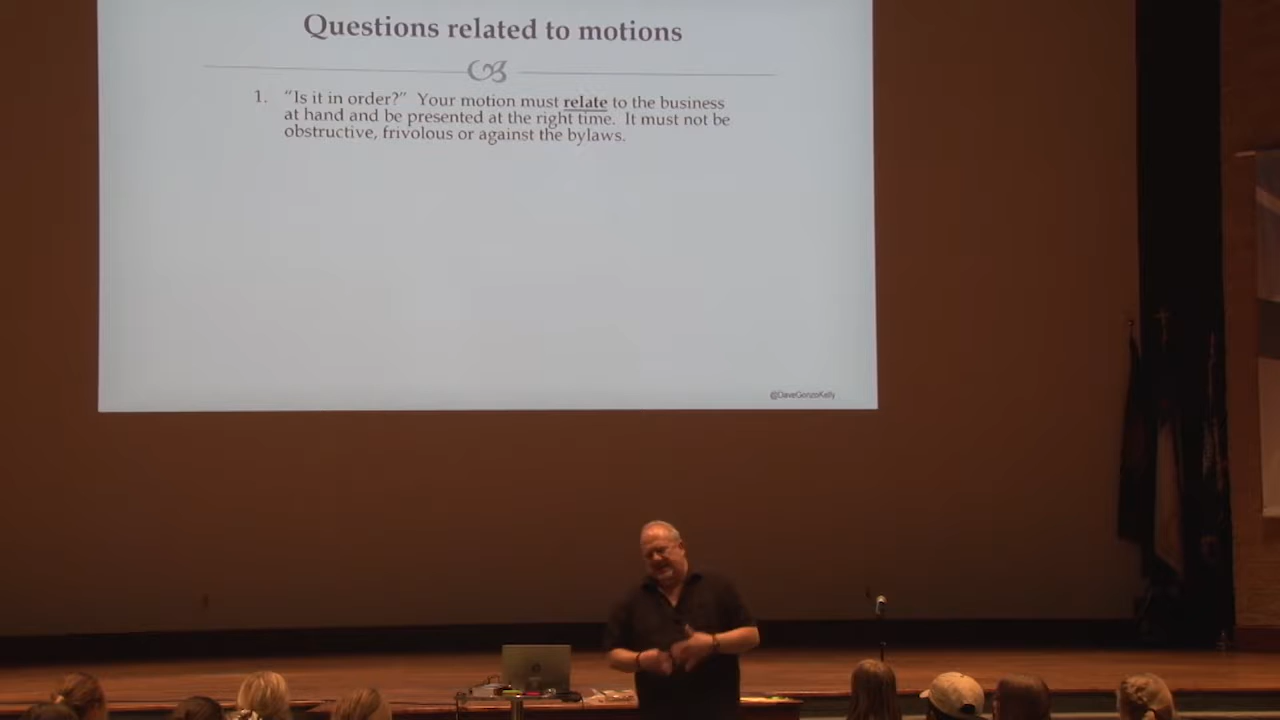 Questions related to motions
1. “Is it in order?” Your motion must relate to the business
at hand and be presented at the right time. It must not be
obstructive, frivolous or against the bylaws.
@DaveGonzoKelly